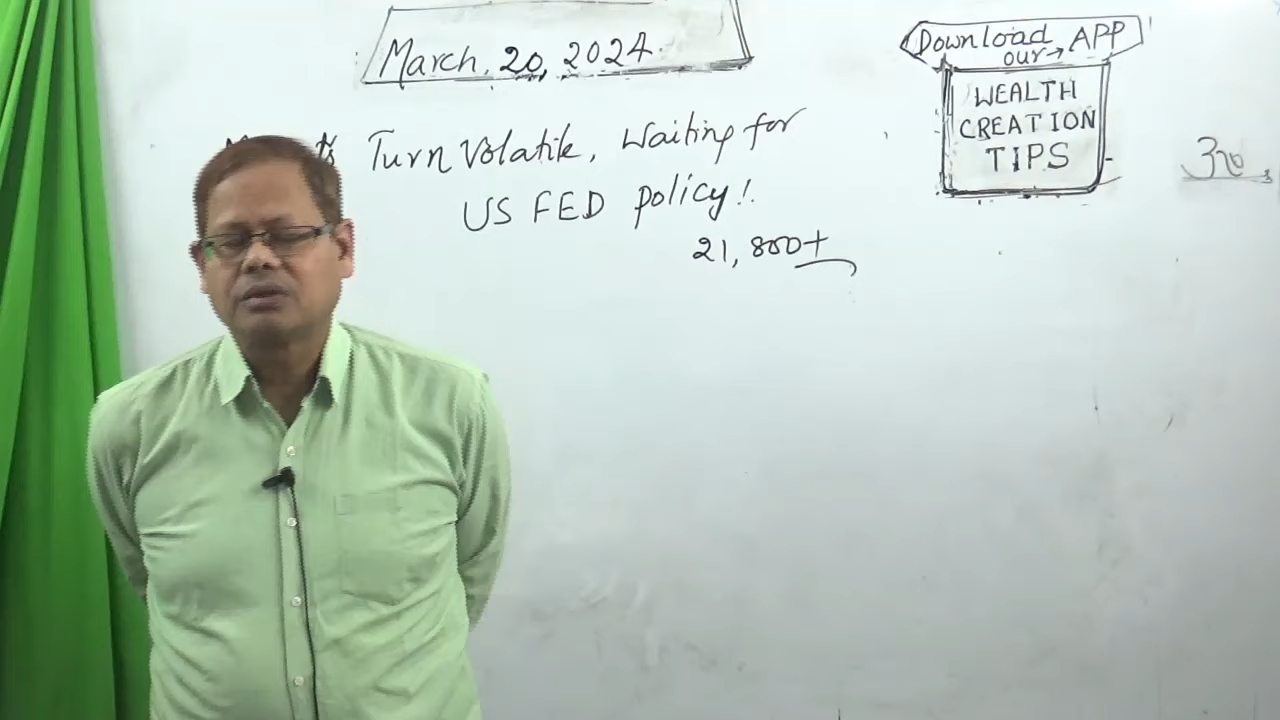 March, 20, 2024.
Turn Volatile, Waiting for
US FED policy!.
21,800+
Download
our→ APP
WEALTH
CREATION
TIPS